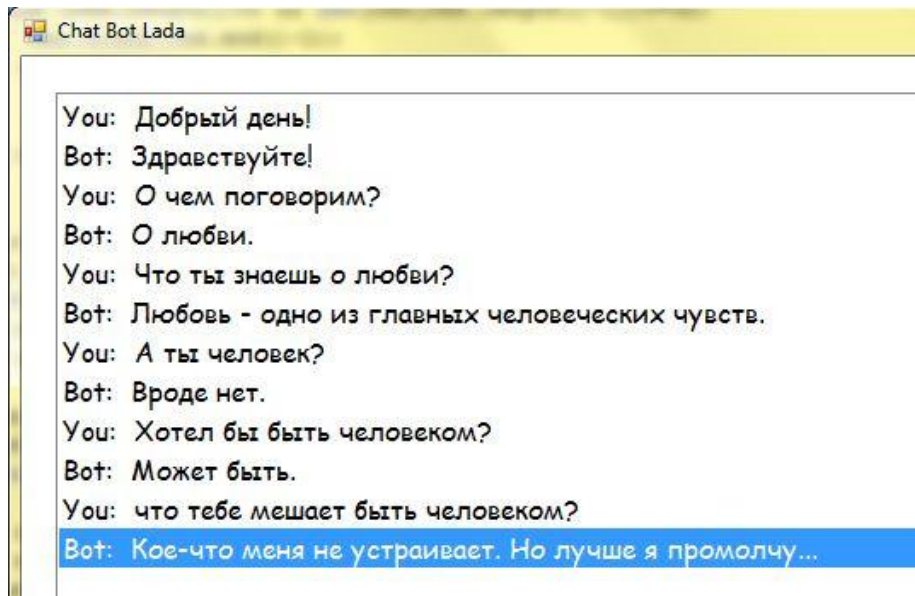 Chat Bot Lada
You: Добрый день!
Bot: Здравствуйте!
You: О чем поговорим?
Bot: О любви.
You: Что ты знаешь о любви?
Bot: Любовь - одно из главных человеческих чувств.
You: А ты человек?
Bot: Вроде нет.
You: Хотел бы быть человеком?
Bot: Может быть.
You: что тебе мешает быть человеком?
Bot: Кое-что меня не устраивает. Но лучше я промолчу...